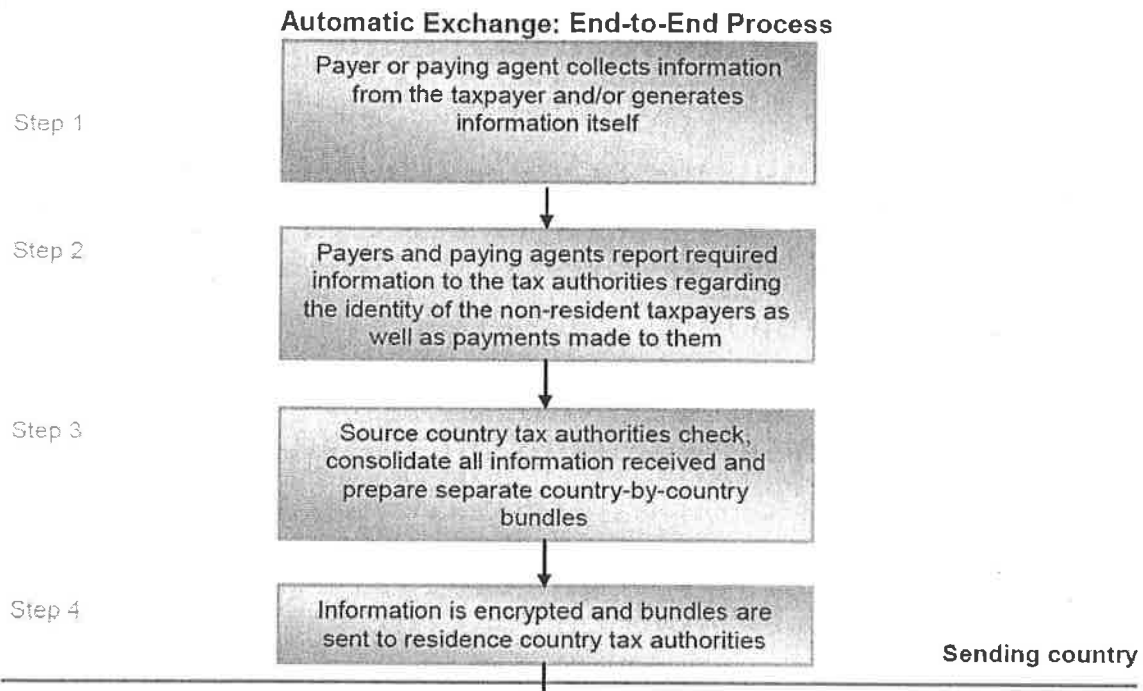 Automatic Exchange: End-to-End Process
Step 1
Payer or paying agent collects information
from the taxpayer and/or generates
information itself
Step 2
Payers and paying agents report required
information to the tax authorities regarding
the identity of the non-resident taxpayers as
well as payments made to them
Step 3
Source country tax authorities check,
consolidate all information received and
prepare separate country-by-country
bundles
Step 4
Information is encrypted and bundles are
sent to residence country tax authorities
Sending country